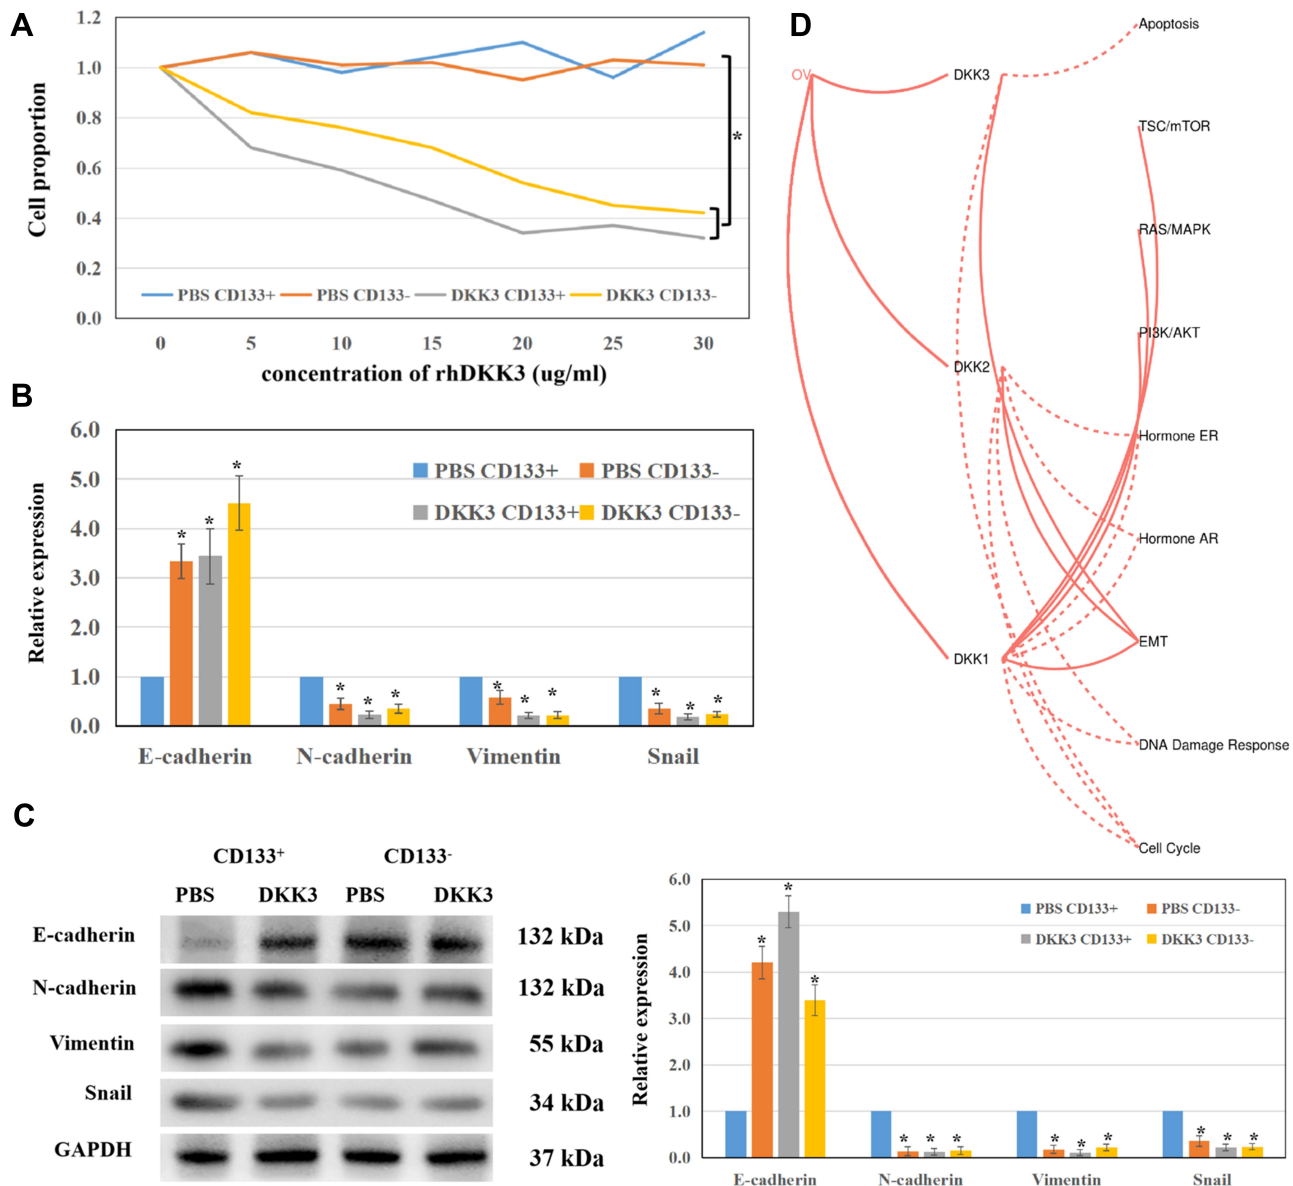 A
1.2
1.0
0.8
0.6
0.4
0.2
0.0
Cell proportion
*
PBS CD133+ PBS CD133- DKK3 CD133+ DKK3 CD133-
0 5 10 15 20 25 30
concentration of rhDKK3 (ug/ml)
B
6.0
5.0
4.0
3.0
2.0
1.0
0.0
Relative expression
PBS CD133+ PBS CD133-
DKK3 CD133+ DKK3 CD133-
* * *
* * *
* * *
* * *
E-cadherin N-cadherin Vimentin Snail
C
CD133+ CD133-
PBS DKK3 PBS DKK3
E-cadherin 132 kDa
N-cadherin 132 kDa
Vimentin 55 kDa
Snail 34 kDa
GAPDH 37 kDa
6.0
5.0
4.0
3.0
2.0
1.0
0.0
Relative expression
PBS CD133+ PBS CD133-
DKK3 CD133+ DKK3 CD133-
* * *
* * *
* * *
* * *
E-cadherin N-cadherin Vimentin Snail
D
OV
DKK3
DKK2
DKK1
Apoptosis
TSC/mTOR
RAS/MAPK
PI3K/AKT
Hormone ER
Hormone AR
EMT
DNA Damage Response
Cell Cycle